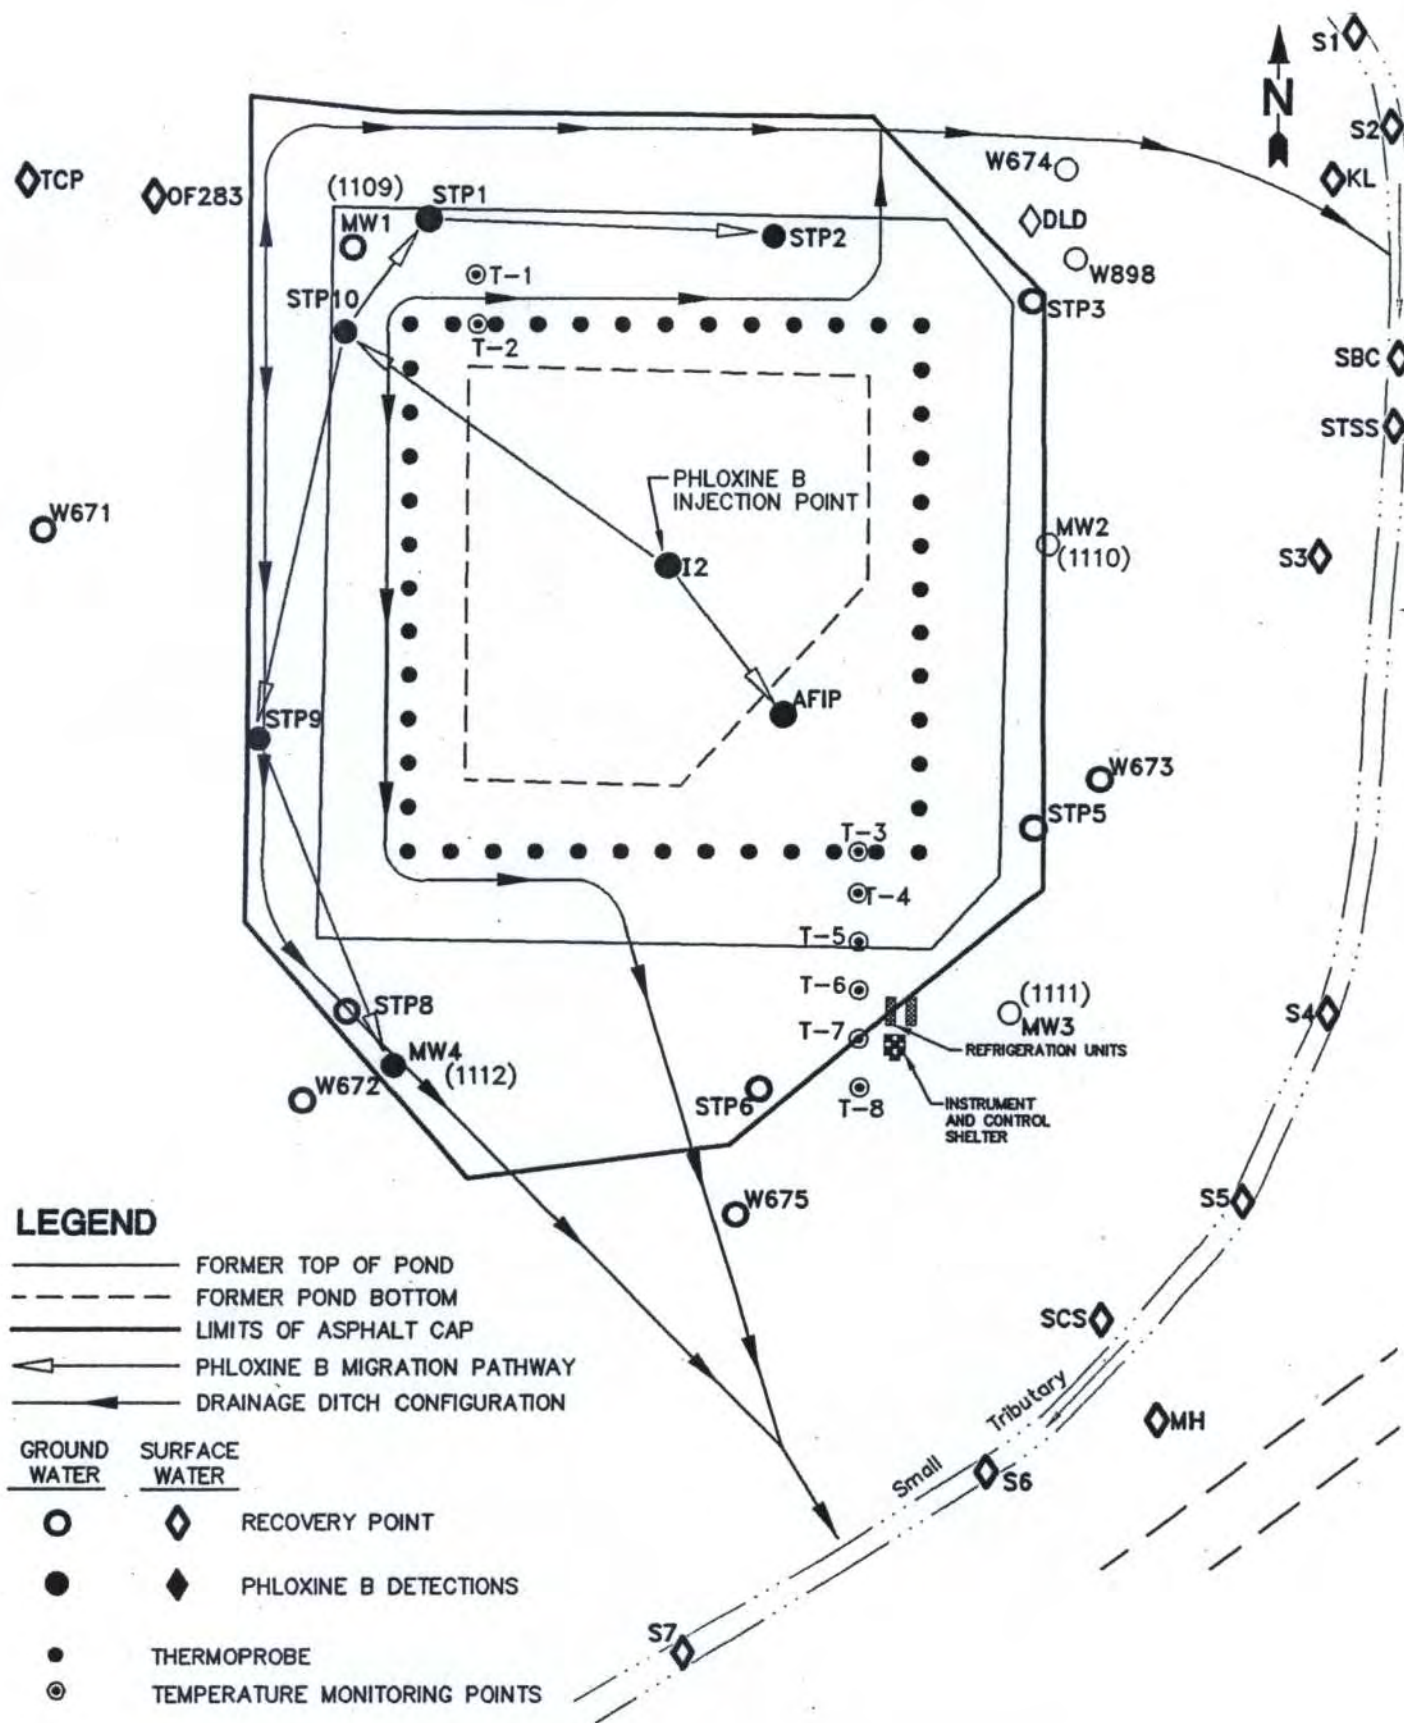 S1
N
S2
W674
KL
TCP
OF283
(1109)
STP1
DLD
MW1
STP2
T-1
W898
STP10
STP3
T-2
SBC
STSS
PHLOXINE B
INJECTION POINT
W671
MW2
(1110)
S3
I2
AFIP
STP9
W673
STP5
T-3
T-4
T-5
T-6
(1111)
STP8
S4
MW3
T-7
REFRIGERATION UNITS
MW4
(1112)
W672
STP6
T-8
INSTRUMENT
AND CONTROL
SHELTER
W675
S5
LEGEND
FORMER TOP OF POND
FORMER POND BOTTOM
LIMITS OF ASPHALT CAP
PHLOXINE B MIGRATION PATHWAY
DRAINAGE DITCH CONFIGURATION
SCS
Small Tributary
MH
S6
GROUND
WATER
SURFACE
WATER
RECOVERY POINT
PHLOXINE B DETECTIONS
S7
THERMOPROBE
TEMPERATURE MONITORING POINTS